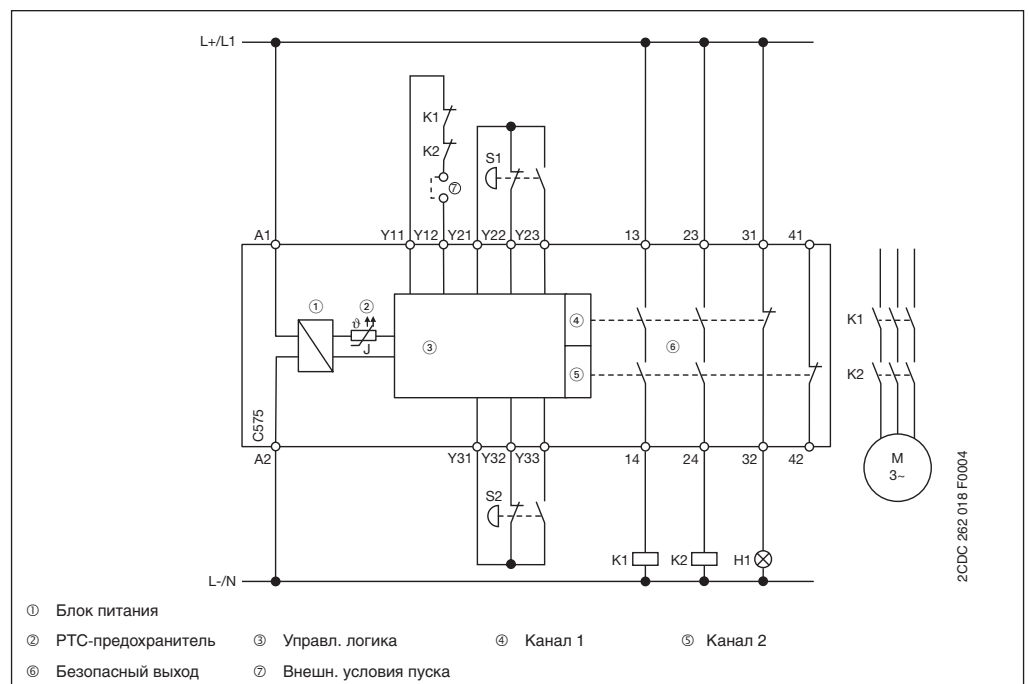 L+/L1
K1
K2
⑦
S1
A1 Y11 Y12 Y21 Y22 Y23 13 23 31 41
① ② ③ ④ ⑤ ⑥
ϑ
J
K1
K2
C575
A2 Y31 Y32 Y33 14 24 32 42
M
3~
S2
K1 K2 H1
L-/N
2CDC 262 018 F0004
① Блок питания
② PTC-предохранитель ③ Управл. логика ④ Канал 1 ⑤ Канал 2
⑥ Безопасный выход ⑦ Внешн. условия пуска